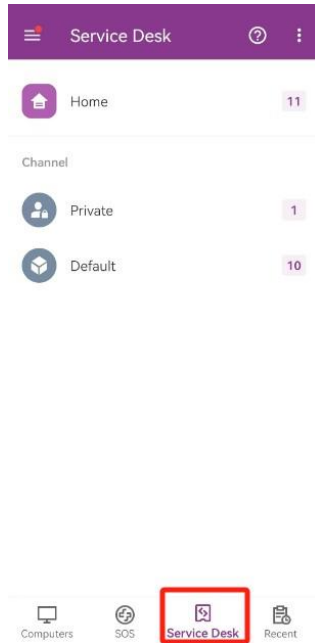 Service Desk
Home 11
Channel
Private 1
Default 10
Computers SOS Service Desk Recent